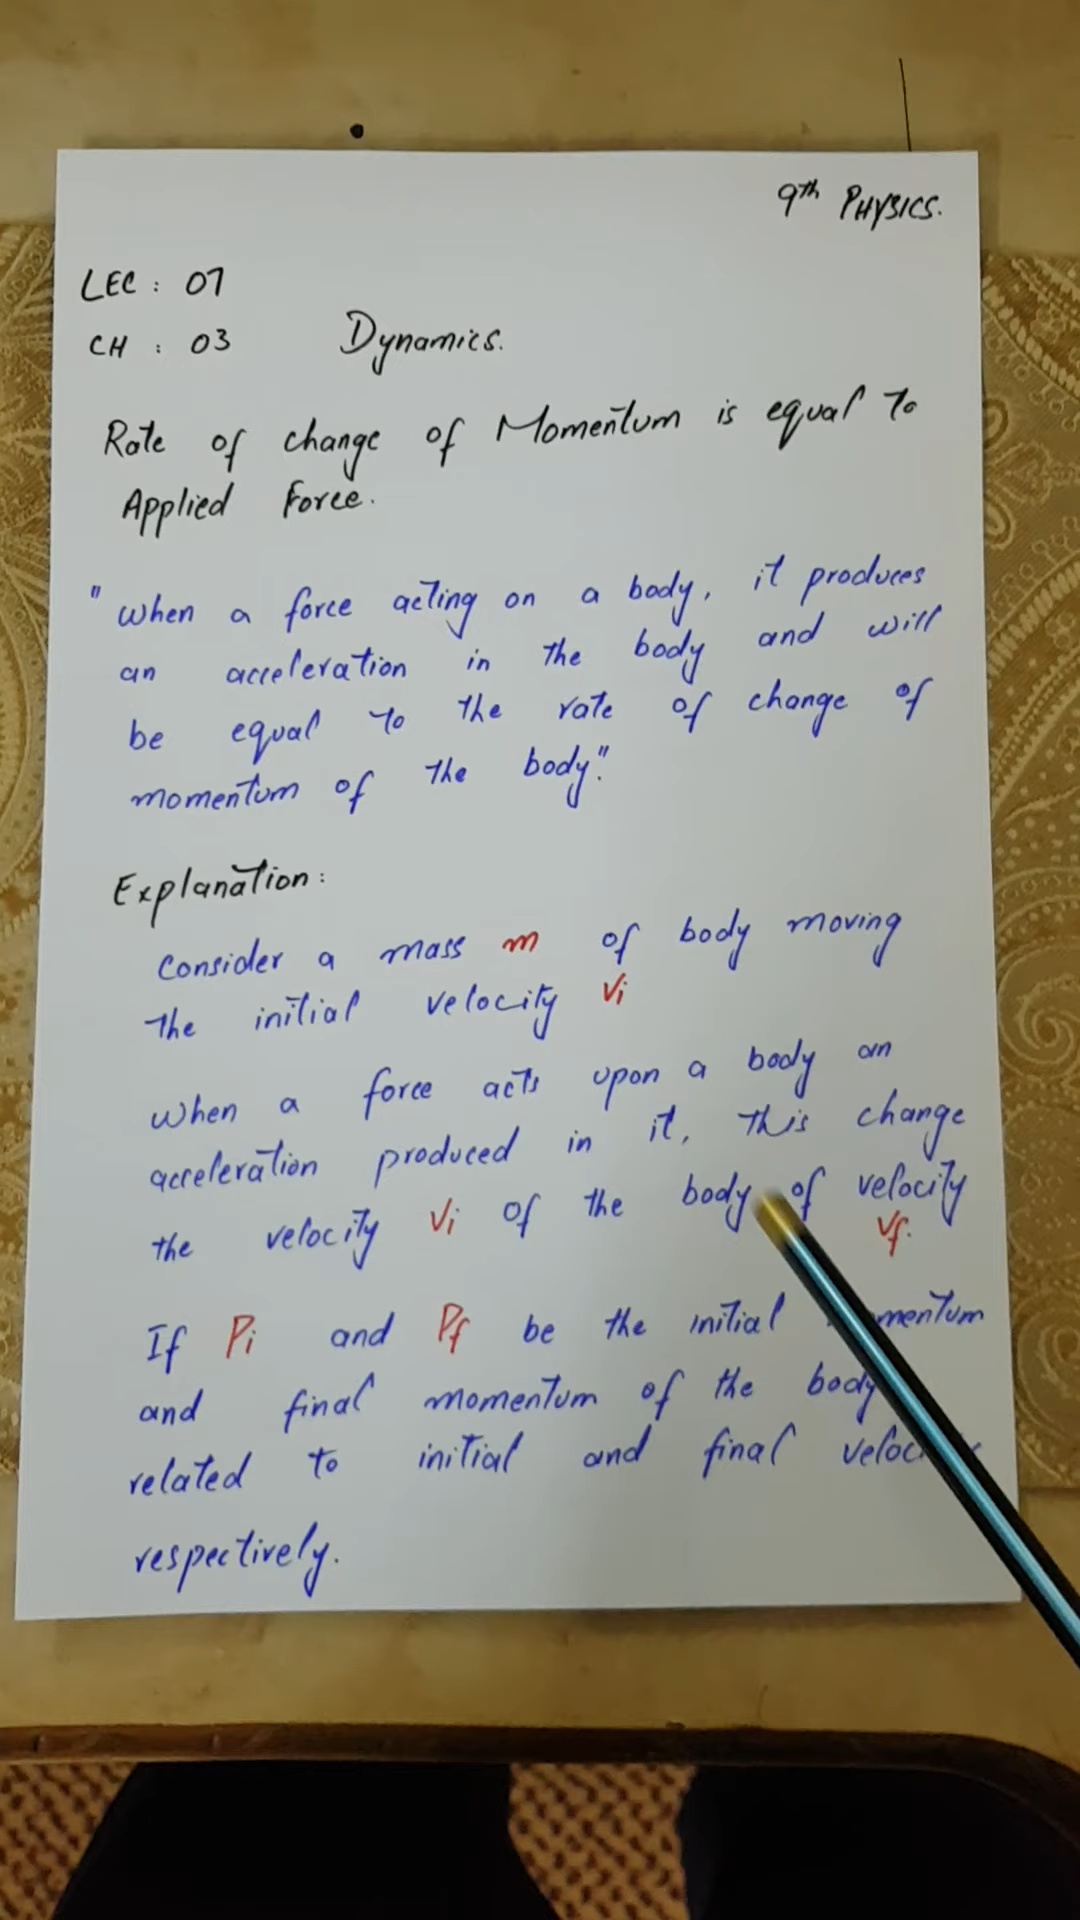 9th PHYSICS.
LEC : 07
CH : 03 Dynamics.
Rate of change of Momentum is equal to
Applied Force.
"When a force acting on a body, it produces
an acceleration in the body and will
be equal to the rate of change of
momentum of the body."
Explanation:
Consider a mass m of body moving
the initial velocity Vi
When a force acts upon a body an
acceleration produced in it, This change
the velocity Vi of the body of velocity
Vf.
If Pi and Pf be the initial
and final momentum of the body
related to initial and final
respectively.